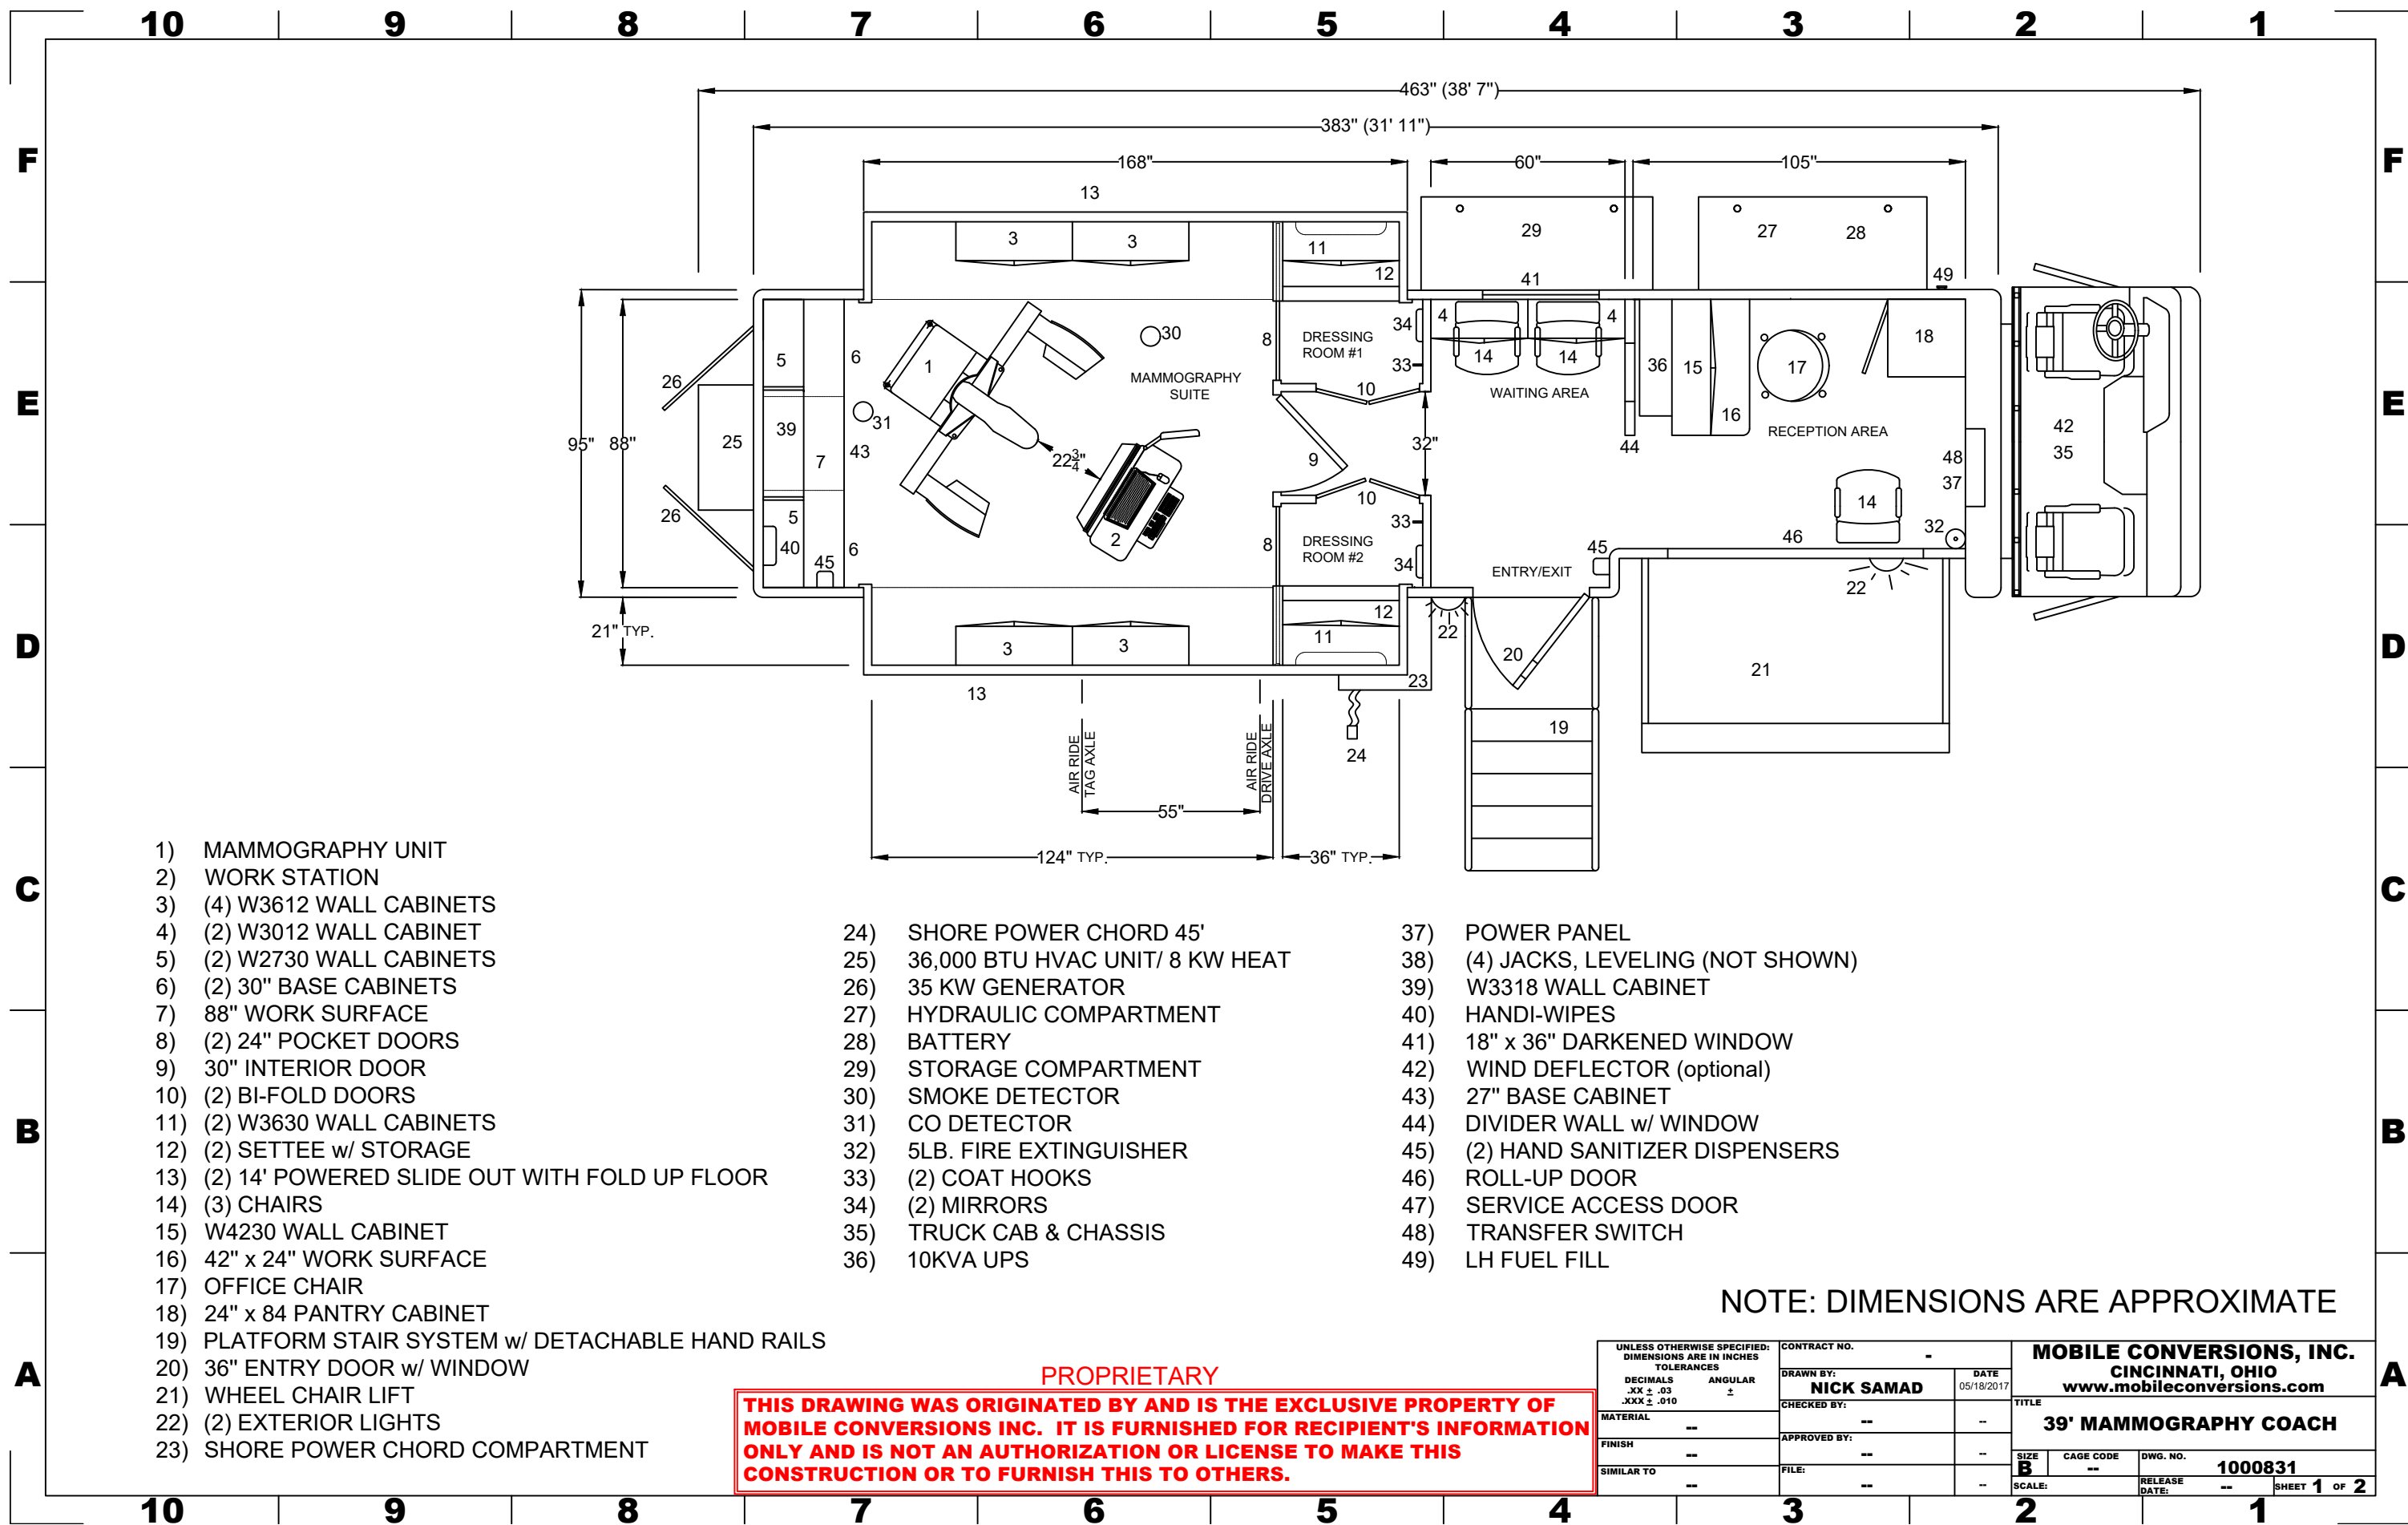 10 9 8 7 6 5 4 3 2 1
463" (38' 7")
383" (31' 11")
F F
168" 60" 105"
13
3 3 11 29 27 28
12 41 49
34 4 4 18
30 8 DRESSING
ROOM #1
5 6 1 14 14 36 15 17
26 MAMMOGRAPHY
SUITE
33
10 WAITING AREA
E E
39 31 16
RECEPTION AREA
42
35
95" 88" 25 7 43 22 3/4" 9 32" 44 48
37
26 5 10 14
33 32
40 45 6 2 8 DRESSING
ROOM #2
34 45 46
ENTRY/EXIT
22
12
21" TYP. 22
3 3 11 20 21
D D
13 23
19
24
AIR RIDE
TAG AXLE
AIR RIDE
DRIVE AXLE
55"
124" TYP. 36" TYP.
C C
1) MAMMOGRAPHY UNIT
2) WORK STATION
3) (4) W3612 WALL CABINETS
4) (2) W3012 WALL CABINET
5) (2) W2730 WALL CABINETS
6) (2) 30" BASE CABINETS
7) 88" WORK SURFACE
8) (2) 24" POCKET DOORS
9) 30" INTERIOR DOOR
10) (2) BI-FOLD DOORS
11) (2) W3630 WALL CABINETS
12) (2) SETTEE w/ STORAGE
13) (2) 14' POWERED SLIDE OUT WITH FOLD UP FLOOR
14) (3) CHAIRS
15) W4230 WALL CABINET
16) 42" x 24" WORK SURFACE
17) OFFICE CHAIR
18) 24" x 84 PANTRY CABINET
19) PLATFORM STAIR SYSTEM w/ DETACHABLE HAND RAILS
20) 36" ENTRY DOOR w/ WINDOW
21) WHEEL CHAIR LIFT
22) (2) EXTERIOR LIGHTS
23) SHORE POWER CHORD COMPARTMENT
24) SHORE POWER CHORD 45'
25) 36,000 BTU HVAC UNIT/ 8 KW HEAT
26) 35 KW GENERATOR
27) HYDRAULIC COMPARTMENT
28) BATTERY
29) STORAGE COMPARTMENT
30) SMOKE DETECTOR
31) CO DETECTOR
32) 5LB. FIRE EXTINGUISHER
33) (2) COAT HOOKS
34) (2) MIRRORS
35) TRUCK CAB & CHASSIS
36) 10KVA UPS
37) POWER PANEL
38) (4) JACKS, LEVELING (NOT SHOWN)
39) W3318 WALL CABINET
40) HANDI-WIPES
41) 18" x 36" DARKENED WINDOW
42) WIND DEFLECTOR (optional)
43) 27" BASE CABINET
44) DIVIDER WALL w/ WINDOW
45) (2) HAND SANITIZER DISPENSERS
46) ROLL-UP DOOR
47) SERVICE ACCESS DOOR
48) TRANSFER SWITCH
49) LH FUEL FILL
B B
A A
NOTE: DIMENSIONS ARE APPROXIMATE
PROPRIETARY
THIS DRAWING WAS ORIGINATED BY AND IS THE EXCLUSIVE PROPERTY OF
MOBILE CONVERSIONS INC. IT IS FURNISHED FOR RECIPIENT'S INFORMATION
ONLY AND IS NOT AN AUTHORIZATION OR LICENSE TO MAKE THIS
CONSTRUCTION OR TO FURNISH THIS TO OTHERS.
UNLESS OTHERWISE SPECIFIED:
DIMENSIONS ARE IN INCHES
TOLERANCES
DECIMALS ANGULAR
.XX ± .03 ±
.XXX ± .010
MATERIAL
--
FINISH
--
SIMILAR TO
--
CONTRACT NO.
-
DRAWN BY: DATE
NICK SAMAD 05/18/2017
CHECKED BY:
-- --
APPROVED BY:
-- --
FILE:
-- --
MOBILE CONVERSIONS, INC.
CINCINNATI, OHIO
www.mobileconversions.com
TITLE
39' MAMMOGRAPHY COACH
SIZE CAGE CODE DWG. NO.
B -- 1000831
SCALE: RELEASE
DATE: -- SHEET 1 OF 2
10 9 8 7 6 5 4 3 2 1